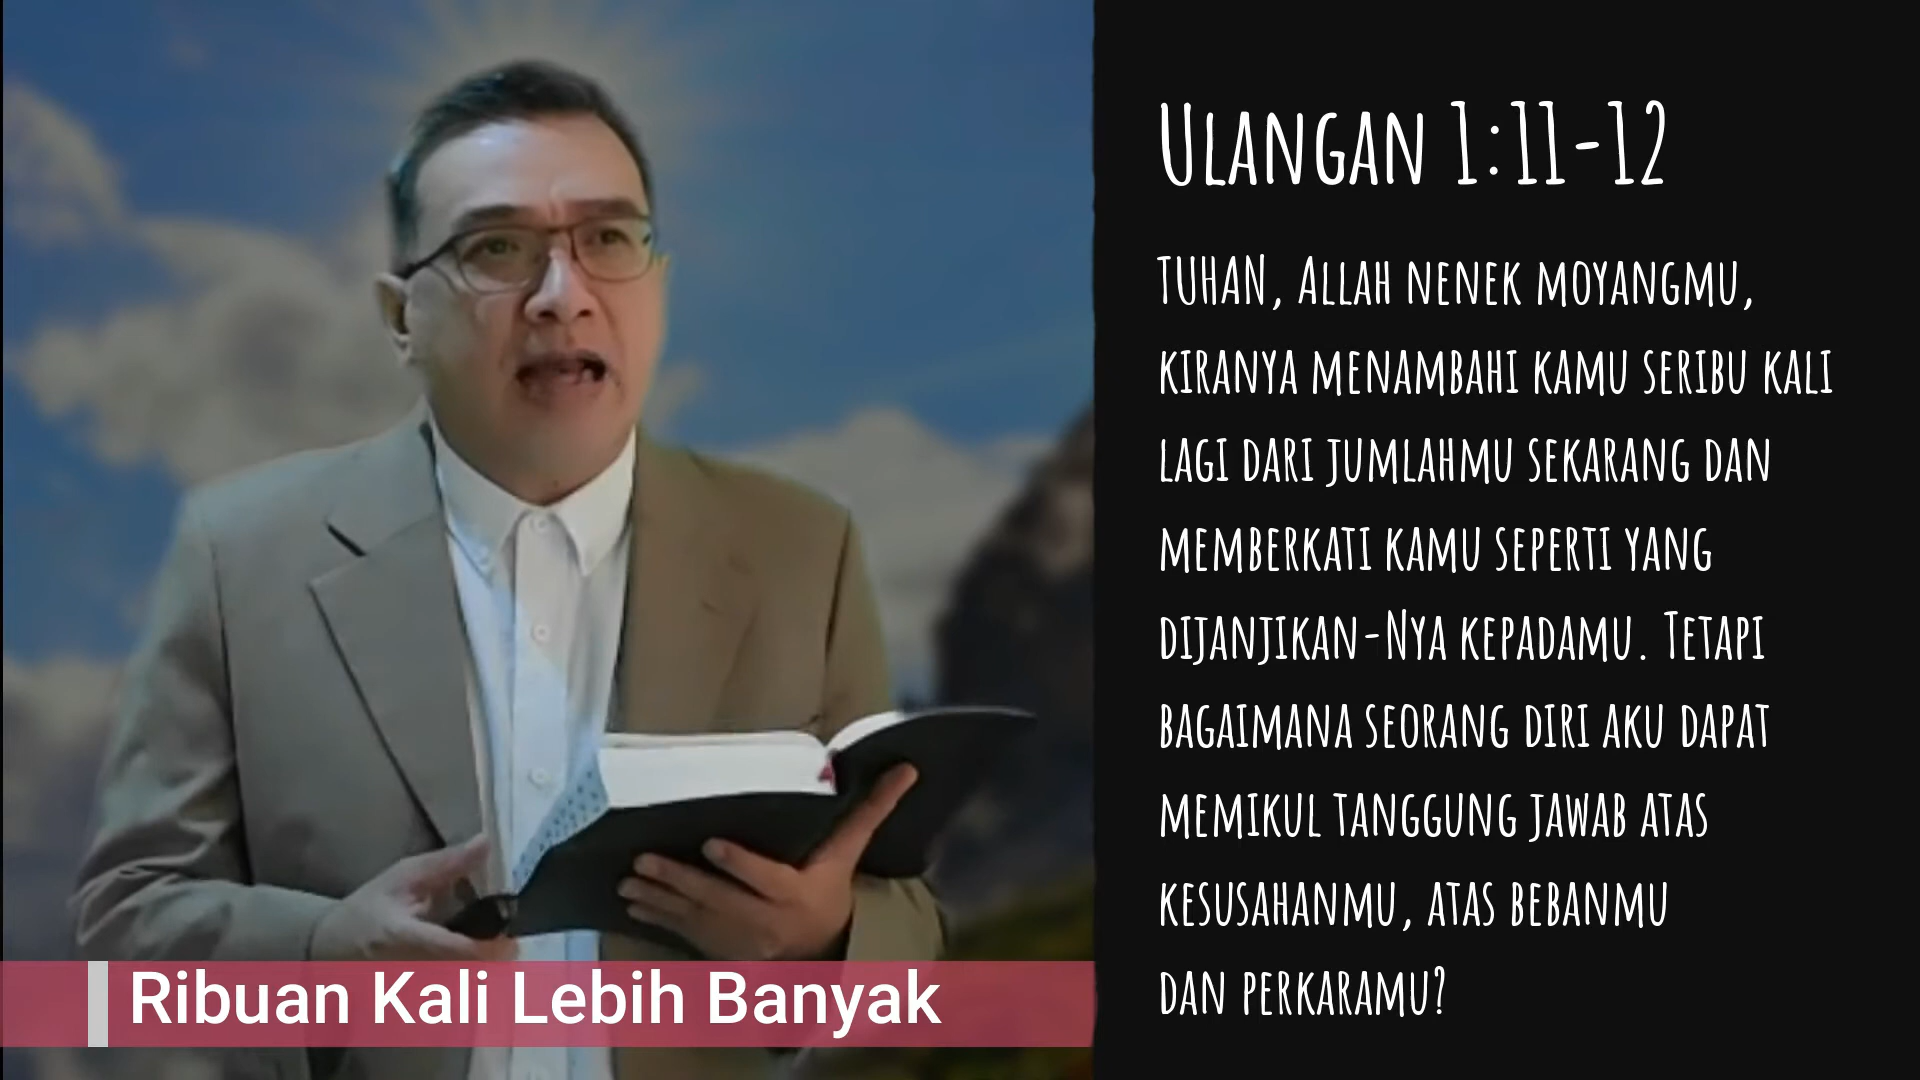 Ulangan 1:11-12
TUHAN, Allah nenek moyangmu,
kiranya menambahi kamu seribu kali
lagi dari jumlahmu sekarang dan
memberkati kamu seperti yang
dijanjikan-Nya kepadamu. Tetapi
bagaimana seorang diri aku dapat
memikul tanggung jawab atas
kesusahanmu, atas bebanmu
dan perkaramu?
Ribuan Kali Lebih Banyak